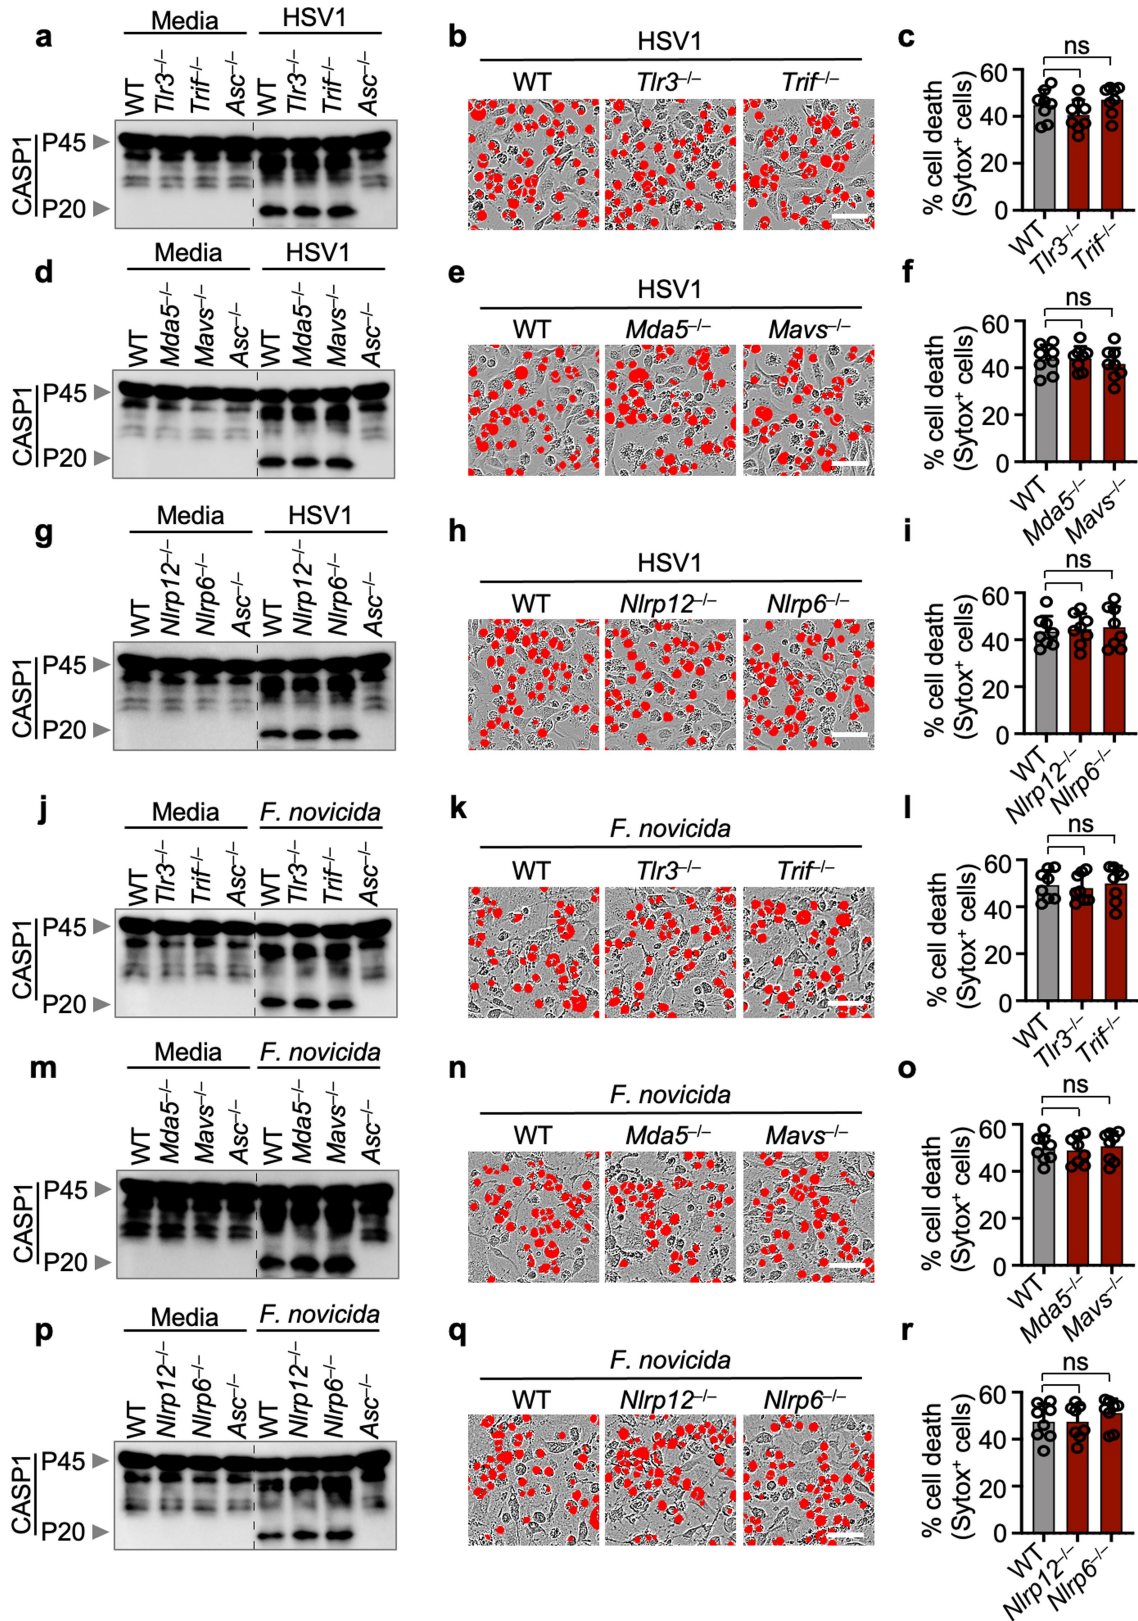 a
Media HSV1
WT Tlr3–/– Trif–/– Asc–/– WT Tlr3–/– Trif–/– Asc–/–
CASP1
P45
P20
b
HSV1
WT Tlr3–/– Trif–/–
c
ns
% cell death
(Sytox+ cells)
60
40
20
0
WT Tlr3–/– Trif–/–
d
Media HSV1
WT Mda5–/– Mavs–/– Asc–/– WT Mda5–/– Mavs–/– Asc–/–
CASP1
P45
P20
e
HSV1
WT Mda5–/– Mavs–/–
f
ns
% cell death
(Sytox+ cells)
60
40
20
0
WT Mda5–/– Mavs–/–
g
Media HSV1
WT Nlrp12–/– Nlrp6–/– Asc–/– WT Nlrp12–/– Nlrp6–/– Asc–/–
CASP1
P45
P20
h
HSV1
WT Nlrp12–/– Nlrp6–/–
i
ns
% cell death
(Sytox+ cells)
60
40
20
0
WT Nlrp12–/– Nlrp6–/–
j
Media F. novicida
WT Tlr3–/– Trif–/– Asc–/– WT Tlr3–/– Trif–/– Asc–/–
CASP1
P45
P20
k
F. novicida
WT Tlr3–/– Trif–/–
l
ns
% cell death
(Sytox+ cells)
60
40
20
0
WT Tlr3–/– Trif–/–
m
Media F. novicida
WT Mda5–/– Mavs–/– Asc–/– WT Mda5–/– Mavs–/– Asc–/–
CASP1
P45
P20
n
F. novicida
WT Mda5–/– Mavs–/–
o
ns
% cell death
(Sytox+ cells)
60
40
20
0
WT Mda5–/– Mavs–/–
p
Media F. novicida
WT Nlrp12–/– Nlrp6–/– Asc–/– WT Nlrp12–/– Nlrp6–/– Asc–/–
CASP1
P45
P20
q
F. novicida
WT Nlrp12–/– Nlrp6–/–
r
ns
% cell death
(Sytox+ cells)
60
40
20
0
WT Nlrp12–/– Nlrp6–/–